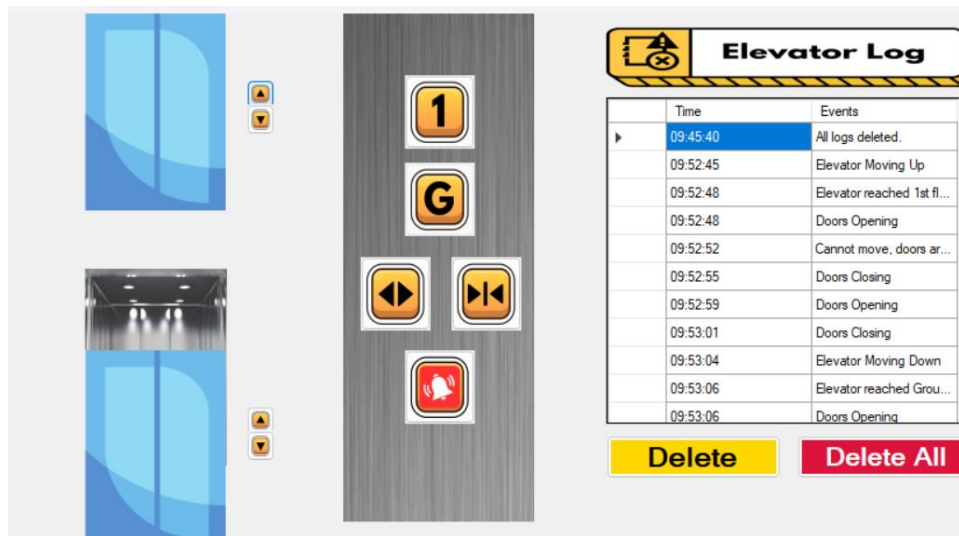 1
G
Elevator Log
Time Events
09:45:40 All logs deleted.
09:52:45 Elevator Moving Up
09:52:48 Elevator reached 1st fl...
09:52:48 Doors Opening
09:52:52 Cannot move, doors ar...
09:52:55 Doors Closing
09:52:59 Doors Opening
09:53:01 Doors Closing
09:53:04 Elevator Moving Down
09:53:06 Elevator reached Grou...
09:53:06 Doors Opening
Delete Delete All